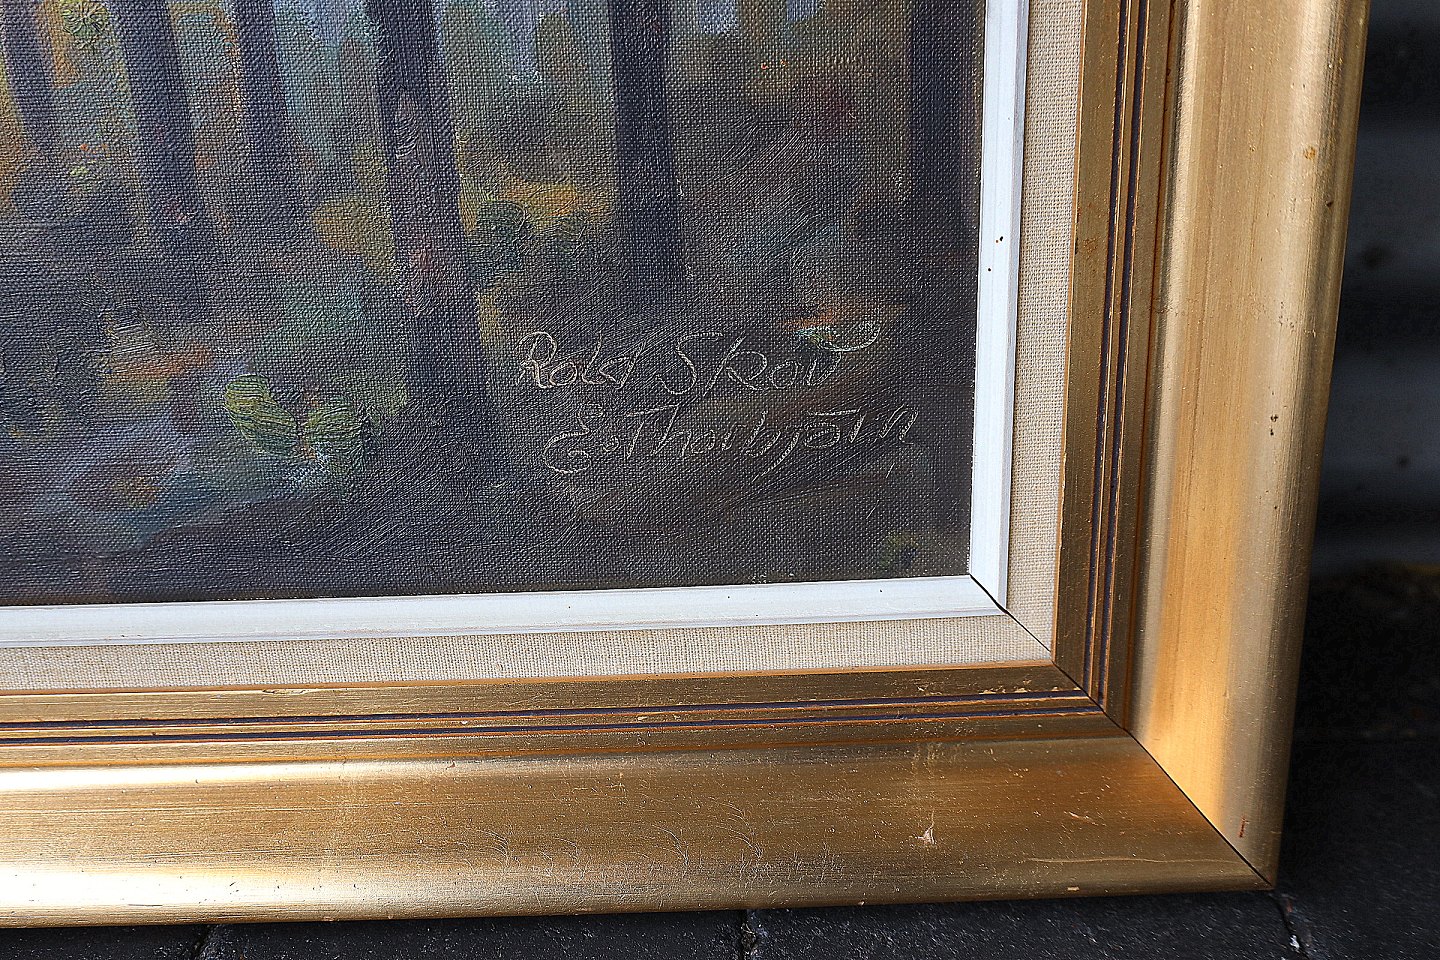 Rold Skov
E. Thorbjørn